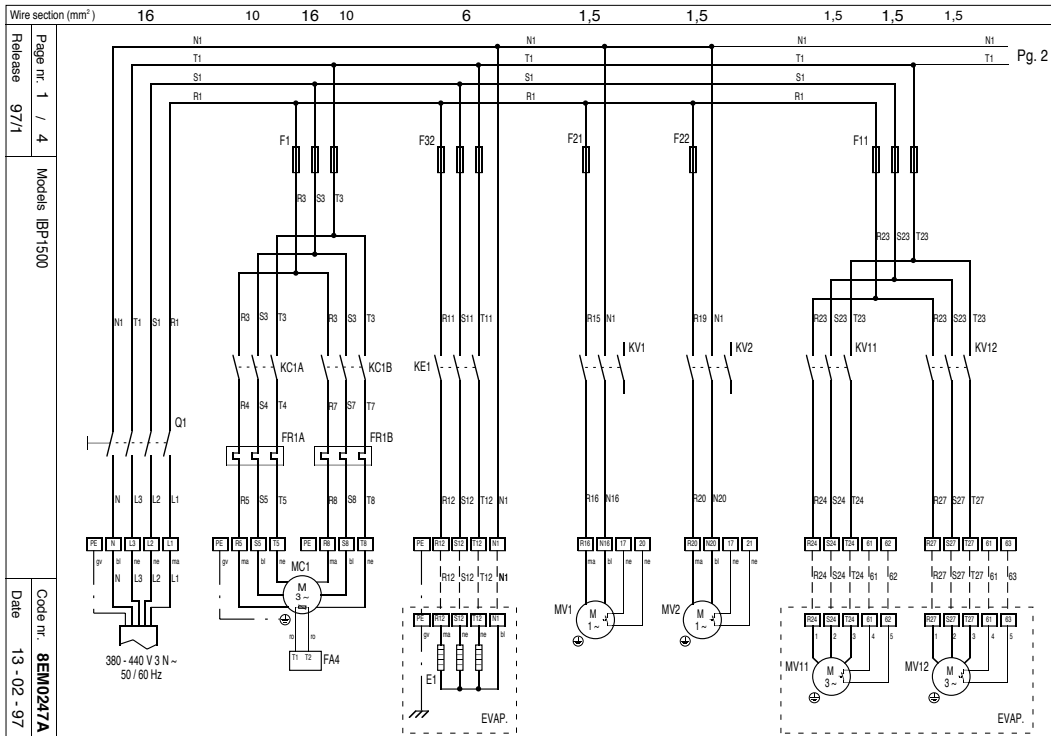 Wire section (mm²) 16 10 16 10 6 1,5 1,5 1,5 1,5 1,5
Page nr. 1 / 4
Release 97/1
Models IBP1500
Code nr. 8EM0247A
Date 13 - 02 - 97
N1 N1 N1 N1
T1 T1 T1 T1
S1 S1 S1
R1 R1 R1
Pg. 2
F1 F32 F21 F22 F11
R3 S3 T3
R23 S23 T23
N1 T1 S1 R1
R3 S3 T3 R3 S3 T3
R11 S11 T11
R15 N1
R19 N1
R23 S23 T23 R23 S23 T23
KC1A KC1B KE1 KV1 KV2 KV11 KV12
R4 S4 T4 R7 S7 T7
Q1
FR1A FR1B
N L3 L2 L1
R5 S5 T5 R8 S8 T8
R12 S12 T12 N1
R16 N16
R20 N20
R24 S24 T24 R27 S27 T27
PE N L3 L2 L1
PE R5 S5 T5 PE R8 S8 T8
PE R12 S12 T12 N1
R16 N16 17 20
R20 N20 17 21
R24 S24 T24 61 62
R27 S27 T27 61 63
gv bl ne ne ma
gv ma bl ne ma bl ne
ma bl ne ne
ma bl ne ne
N L3 L2 L1
MC1
M
3 ~
R12 S12 T12 N1
R24 S24 T24 61 62
R27 S27 T27 61 63
PE R12 S12 T12 N1
gv ma ne ne bl
R24 S24 T24 61 62
R27 S27 T27 61 63
1 2 3 4 5
1 2 3 4 5
MV1
M
1 ~
MV2
M
1 ~
MV11
M
3 ~
MV12
M
3 ~
ro ro
T1 T2
FA4
E1
380 - 440 V 3 N ~
50 / 60 Hz
EVAP.
EVAP.